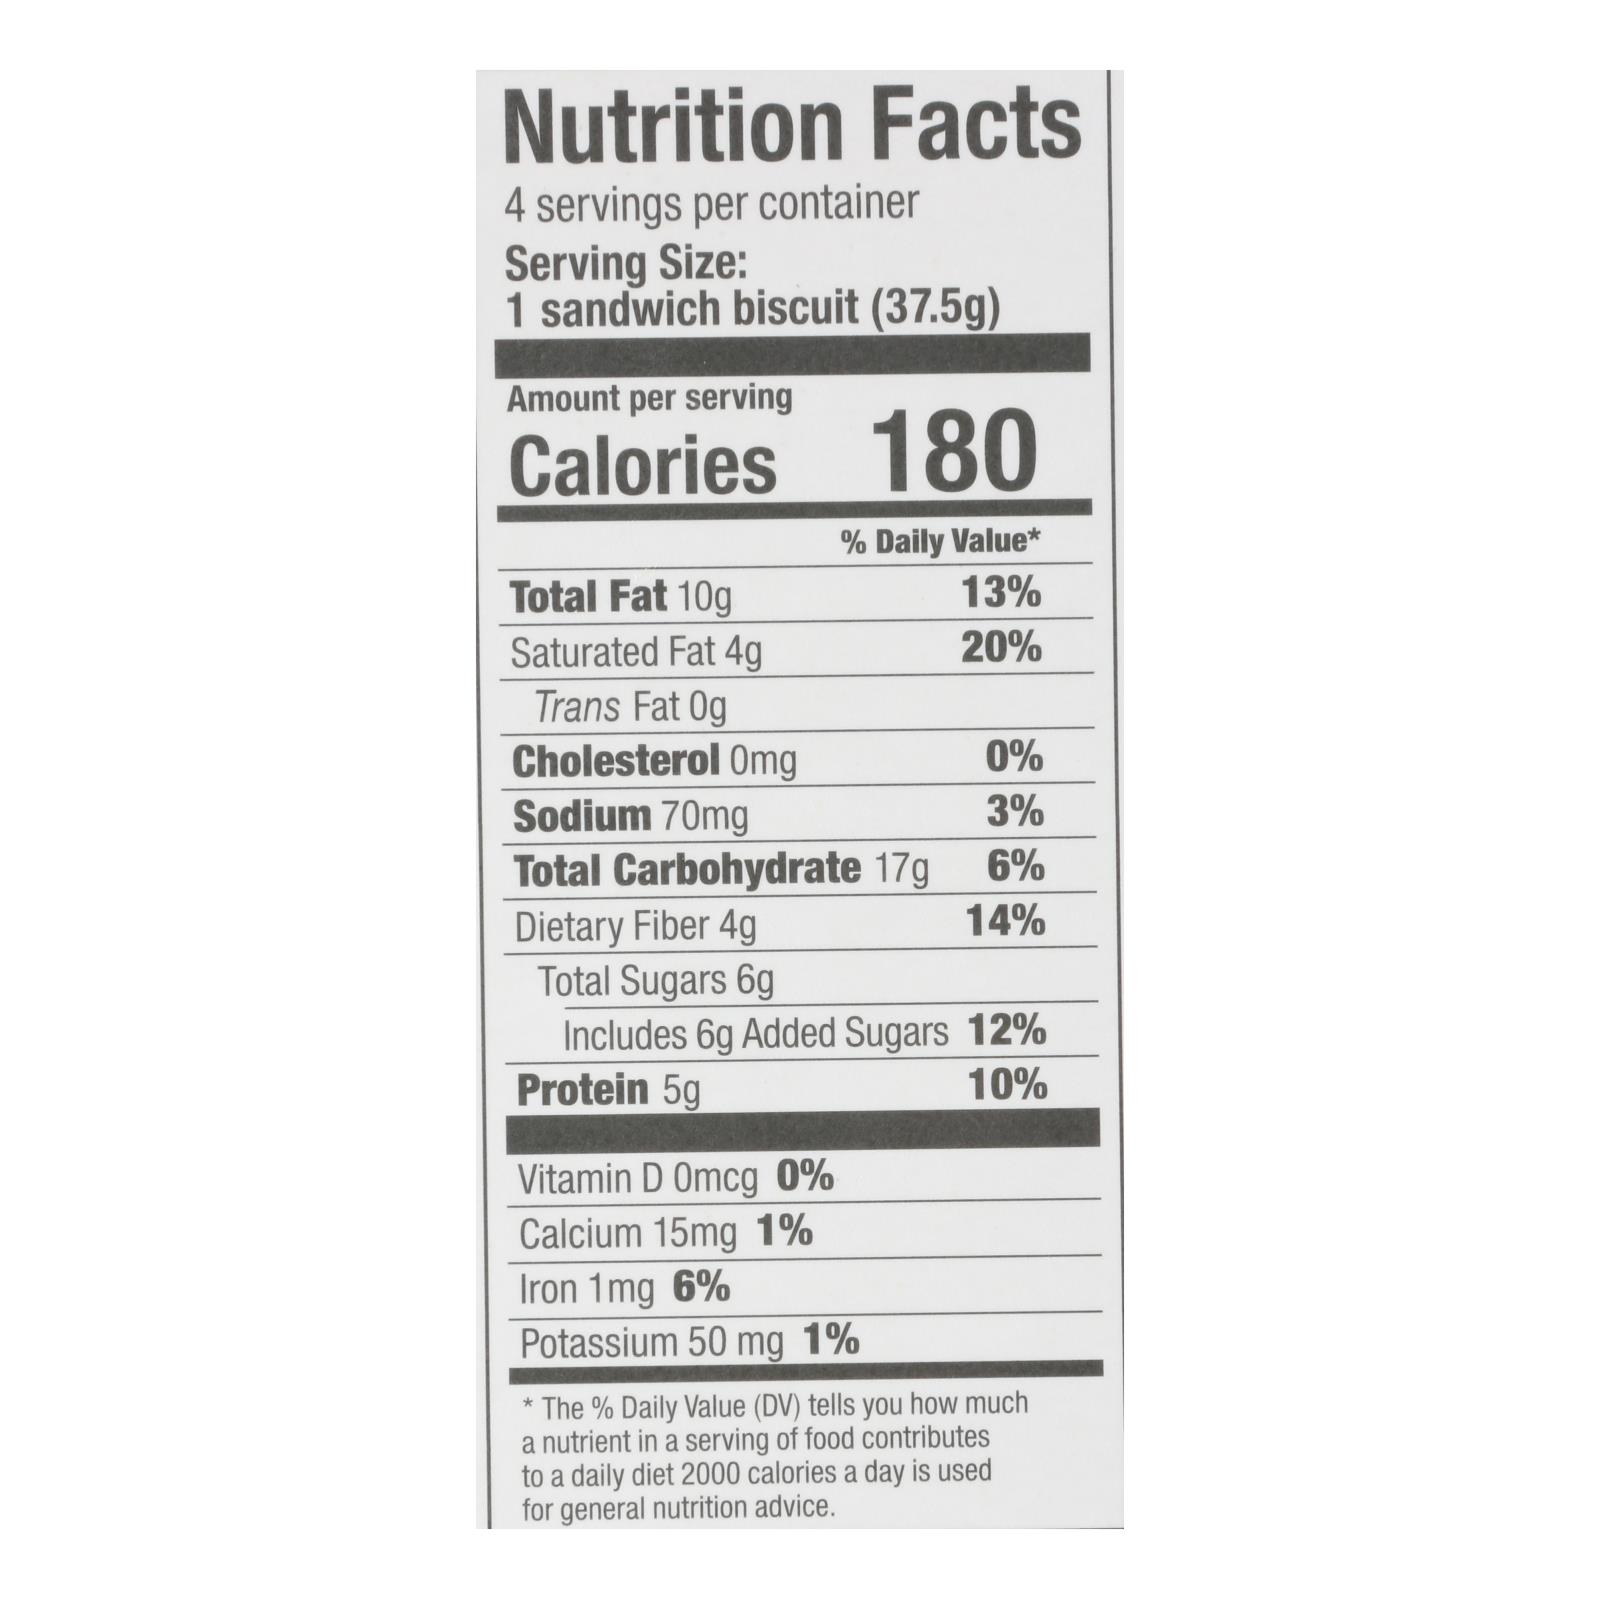 Nutrition Facts
4 servings per container
Serving Size:
1 sandwich biscuit (37.5g)
Amount per serving
Calories 180
% Daily Value*
Total Fat 10g 13%
Saturated Fat 4g 20%
Trans Fat 0g
Cholesterol 0mg 0%
Sodium 70mg 3%
Total Carbohydrate 17g 6%
Dietary Fiber 4g 14%
Total Sugars 6g
Includes 6g Added Sugars 12%
Protein 5g 10%
Vitamin D 0mcg 0%
Calcium 15mg 1%
Iron 1mg 6%
Potassium 50 mg 1%
* The % Daily Value (DV) tells you how much
a nutrient in a serving of food contributes
to a daily diet 2000 calories a day is used
for general nutrition advice.